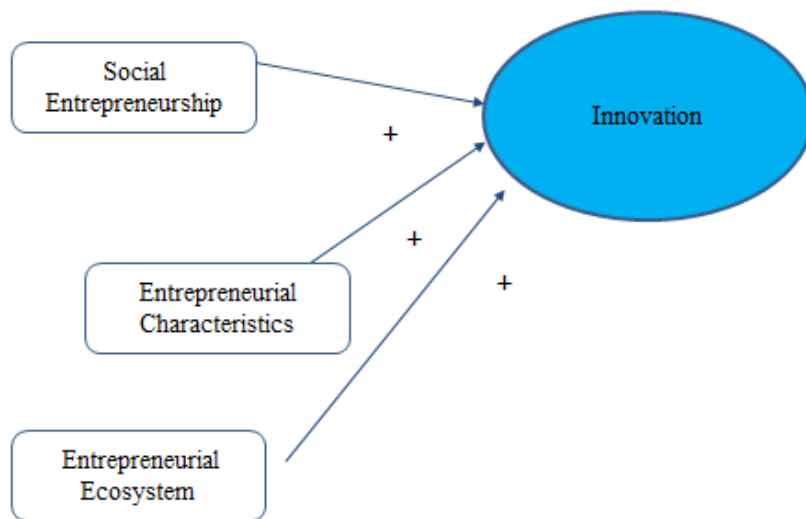 Social
Entrepreneurship
Innovation
+
Entrepreneurial
Characteristics
+
+
Entrepreneurial
Ecosystem